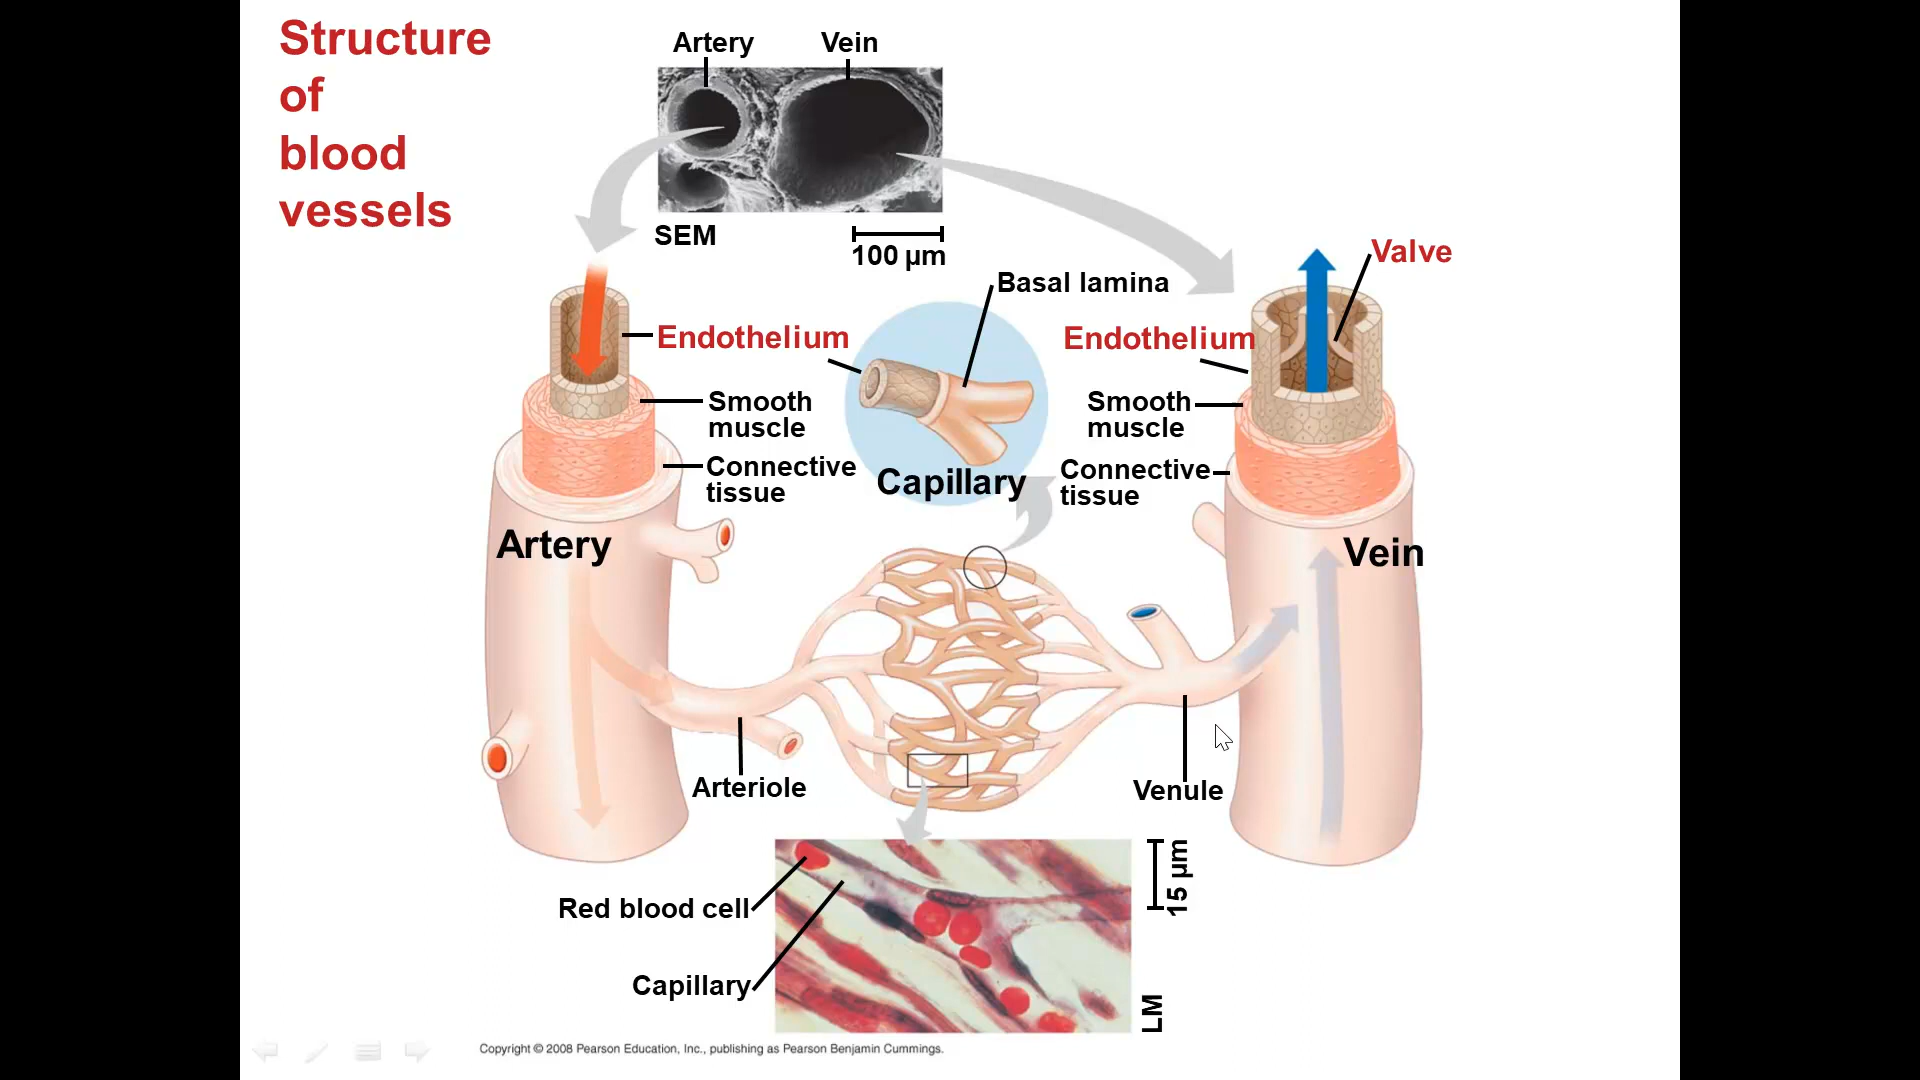 Structure
of
blood
vessels
Artery
Vein
SEM
100 µm
Basal lamina
Valve
Endothelium
Endothelium
Smooth
muscle
Smooth
muscle
Connective
tissue
Capillary
Connective
tissue
Artery
Vein
Arteriole
Venule
Red blood cell
Capillary
15 µm
LM
Copyright © 2008 Pearson Education, Inc., publishing as Pearson Benjamin Cummings.